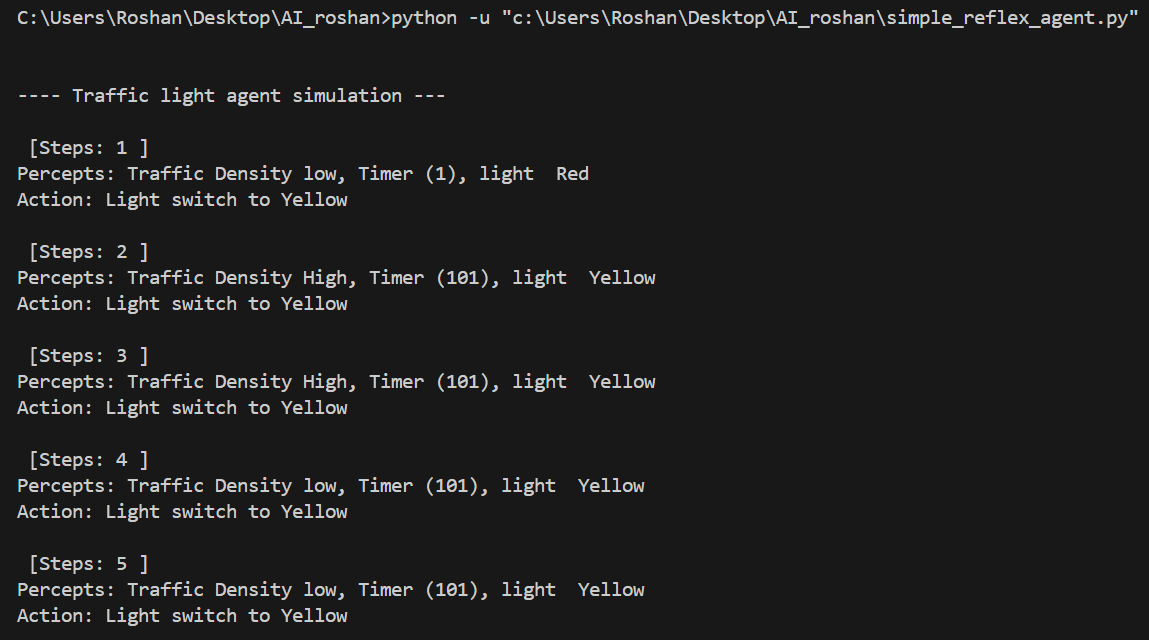 C:\Users\Roshan\Desktop\AI_roshan>python -u "c:\Users\Roshan\Desktop\AI_roshan\simple_reflex_agent.py"
---- Traffic light agent simulation ---
[Steps: 1 ]
Percepts: Traffic Density low, Timer (1), light  Red
Action: Light switch to Yellow
[Steps: 2 ]
Percepts: Traffic Density High, Timer (101), light  Yellow
Action: Light switch to Yellow
[Steps: 3 ]
Percepts: Traffic Density High, Timer (101), light  Yellow
Action: Light switch to Yellow
[Steps: 4 ]
Percepts: Traffic Density low, Timer (101), light  Yellow
Action: Light switch to Yellow
[Steps: 5 ]
Percepts: Traffic Density low, Timer (101), light  Yellow
Action: Light switch to Yellow